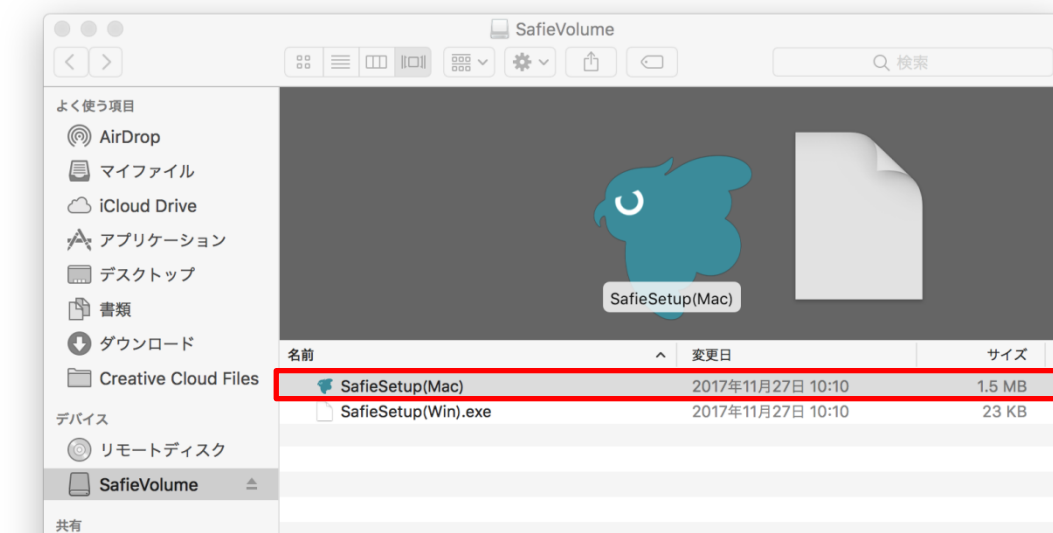 SafieVolume
検索
よく使う項目
AirDrop
マイファイル
iCloud Drive
アプリケーション
デスクトップ
書類
ダウンロード
Creative Cloud Files
デバイス
リモートディスク
SafieVolume
共有
SafieSetup(Mac)
名前 変更日 サイズ
SafieSetup(Mac) 2017年11月27日 10:10 1.5 MB
SafieSetup(Win).exe 2017年11月27日 10:10 23 KB